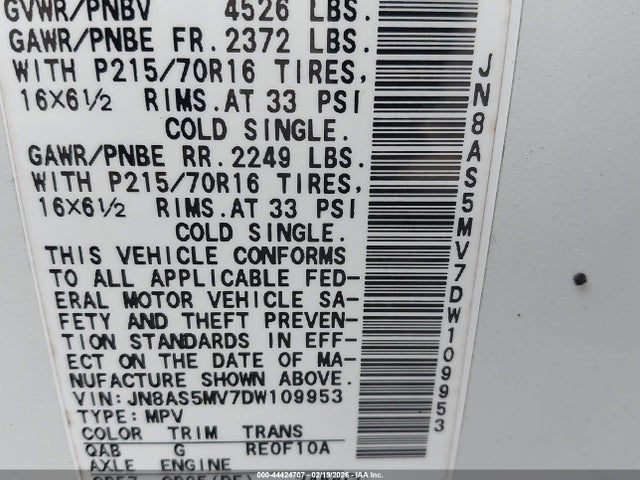 GVWR/PNBV 4526 LBS.
GAWR/PNBE FR. 2372 LBS.
WITH P215/70R16 TIRES,
16X6½ RIMS. AT 33 PSI
COLD SINGLE.
GAWR/PNBE RR. 2249 LBS.
WITH P215/70R16 TIRES,
16X6½ RIMS. AT 33 PSI
COLD SINGLE.
THIS VEHICLE CONFORMS
TO ALL APPLICABLE FED-
ERAL MOTOR VEHICLE SA-
FETY AND THEFT PREVEN-
TION STANDARDS IN EFF-
ECT ON THE DATE OF MA-
NUFACTURE SHOWN ABOVE.
VIN: JN8AS5MV7DW109953
TYPE: MPV
COLOR TRIM TRANS
QAB G RE0F10A
AXLE ENGINE
JN8AS5MV7DW109953
000-44424707 - 02/19/2026 - Copyright © IAA, Inc.